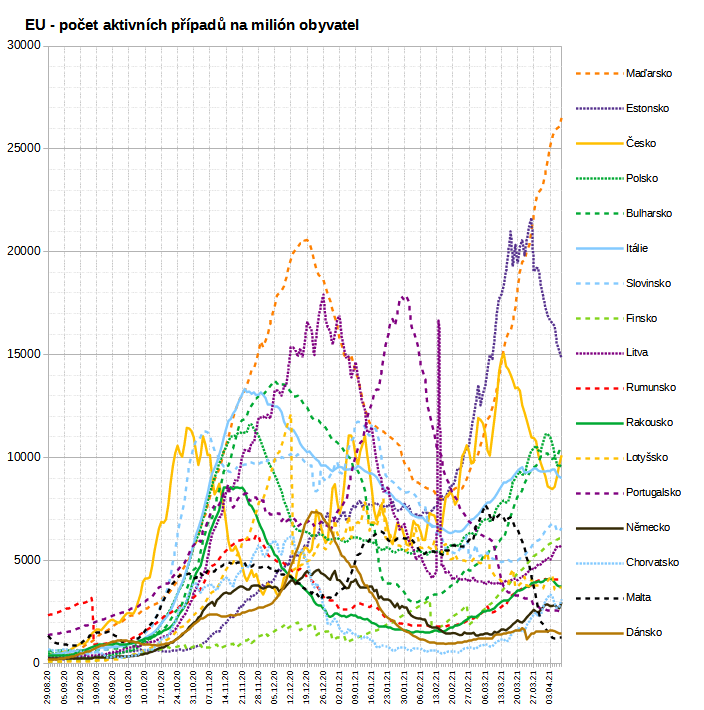 EU - počet aktivních případů na milión obyvatel
30000
25000
20000
15000
10000
5000
0
Maďarsko
Estonsko
Česko
Polsko
Bulharsko
Itálie
Slovinsko
Finsko
Litva
Rumunsko
Rakousko
Lotyšsko
Portugalsko
Německo
Chorvatsko
Malta
Dánsko
29.08.20
05.09.20
12.09.20
19.09.20
26.09.20
03.10.20
10.10.20
17.10.20
24.10.20
31.10.20
07.11.20
14.11.20
21.11.20
28.11.20
05.12.20
12.12.20
19.12.20
26.12.20
02.01.21
09.01.21
16.01.21
23.01.21
30.01.21
06.02.21
13.02.21
20.02.21
27.02.21
06.03.21
13.03.21
20.03.21
27.03.21
03.04.21